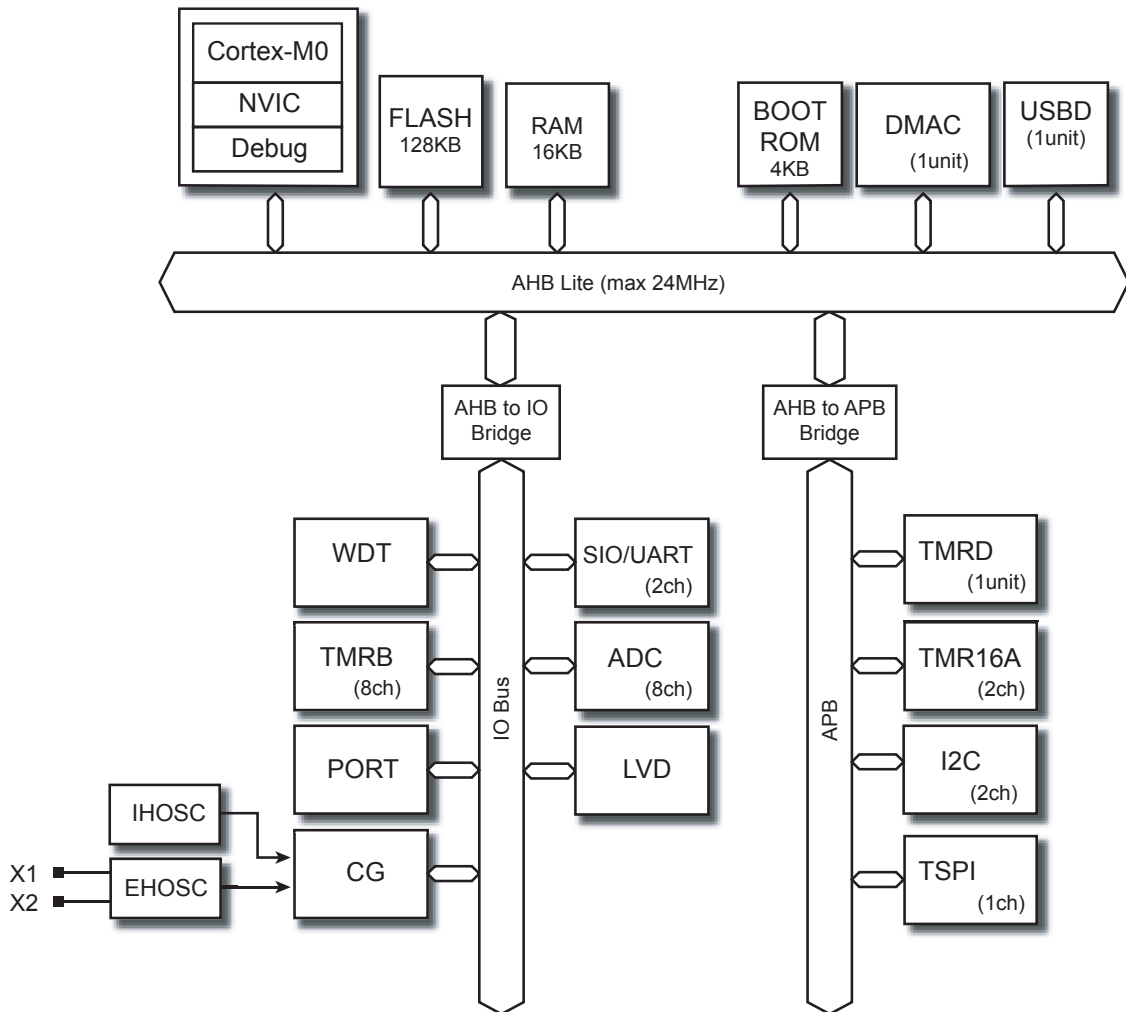 Cortex-M0
NVIC
Debug
FLASH
128KB
RAM
16KB
BOOT
ROM
4KB
DMAC
(1unit)
USBD
(1unit)
AHB Lite (max 24MHz)
AHB to IO
Bridge
AHB to APB
Bridge
WDT
SIO/UART
(2ch)
TMRB
(8ch)
ADC
(8ch)
PORT
LVD
IO Bus
IHOSC
EHOSC
X1
X2
CG
APB
TMRD
(1unit)
TMR16A
(2ch)
I2C
(2ch)
TSPI
(1ch)